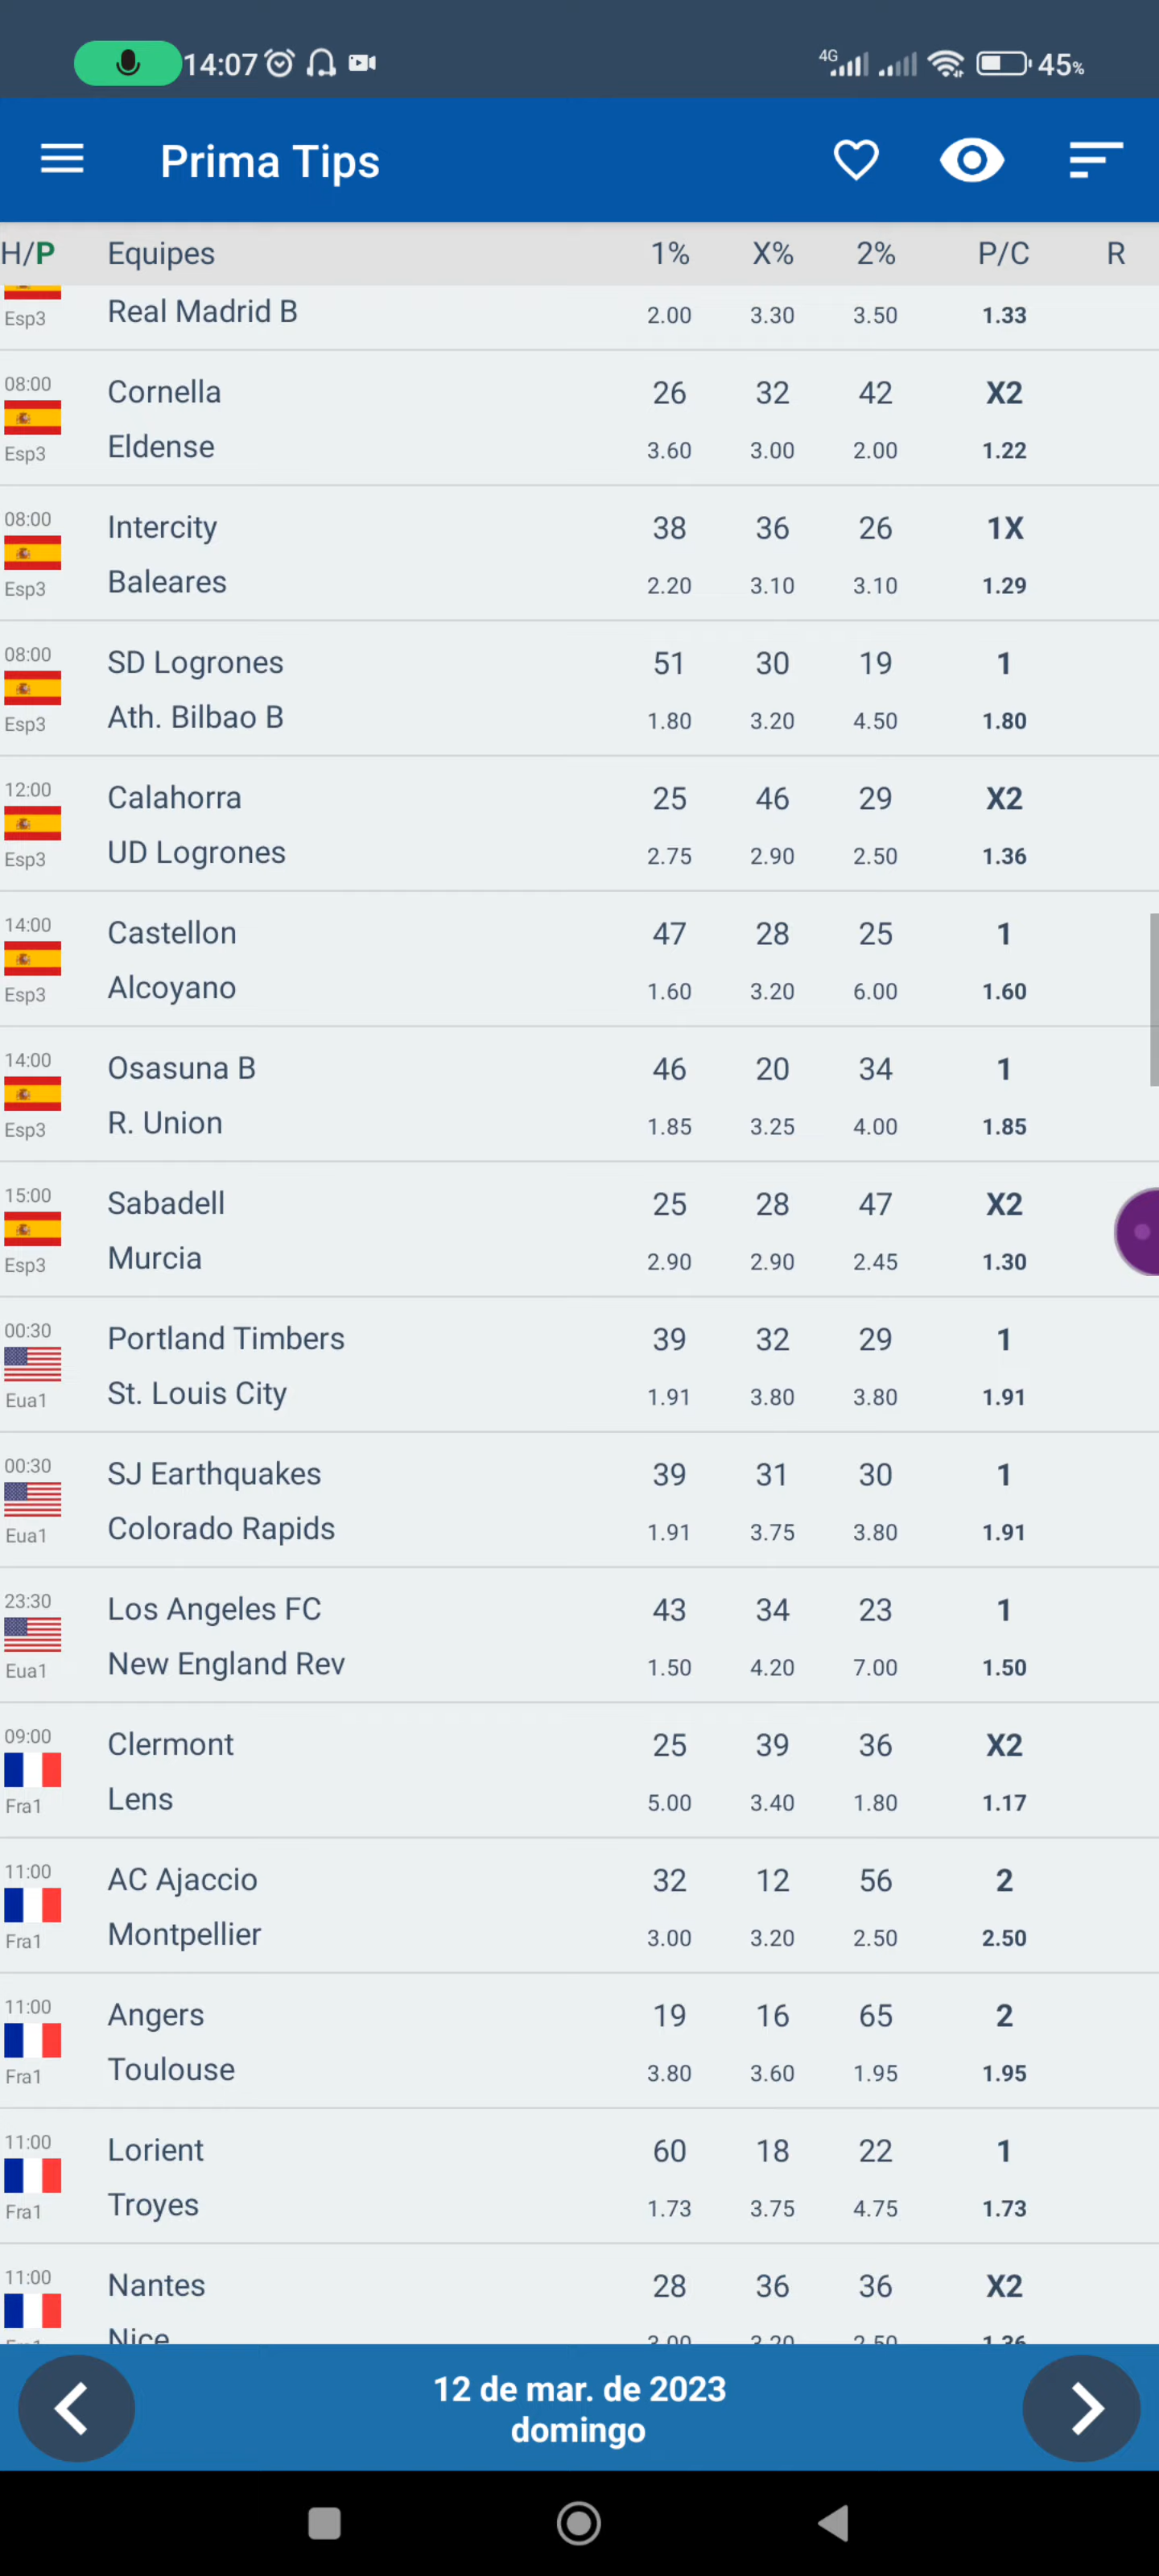 14:07 4G 45%
Prima Tips
H/P Equipes 1% X% 2% P/C R
Esp3 Real Madrid B 2.00 3.30 3.50 1.33
08:00 Cornella 26 32 42 X2
Esp3 Eldense 3.60 3.00 2.00 1.22
08:00 Intercity 38 36 26 1X
Esp3 Baleares 2.20 3.10 3.10 1.29
08:00 SD Logrones 51 30 19 1
Esp3 Ath. Bilbao B 1.80 3.20 4.50 1.80
12:00 Calahorra 25 46 29 X2
Esp3 UD Logrones 2.75 2.90 2.50 1.36
14:00 Castellon 47 28 25 1
Esp3 Alcoyano 1.60 3.20 6.00 1.60
14:00 Osasuna B 46 20 34 1
Esp3 R. Union 1.85 3.25 4.00 1.85
15:00 Sabadell 25 28 47 X2
Esp3 Murcia 2.90 2.90 2.45 1.30
00:30 Portland Timbers 39 32 29 1
Eua1 St. Louis City 1.91 3.80 3.80 1.91
00:30 SJ Earthquakes 39 31 30 1
Eua1 Colorado Rapids 1.91 3.75 3.80 1.91
23:30 Los Angeles FC 43 34 23 1
Eua1 New England Rev 1.50 4.20 7.00 1.50
09:00 Clermont 25 39 36 X2
Fra1 Lens 5.00 3.40 1.80 1.17
11:00 AC Ajaccio 32 12 56 2
Fra1 Montpellier 3.00 3.20 2.50 2.50
11:00 Angers 19 16 65 2
Fra1 Toulouse 3.80 3.60 1.95 1.95
11:00 Lorient 60 18 22 1
Fra1 Troyes 1.73 3.75 4.75 1.73
11:00 Nantes 28 36 36 X2
Nice 3.00 3.20 2.50 1.36
12 de mar. de 2023
domingo